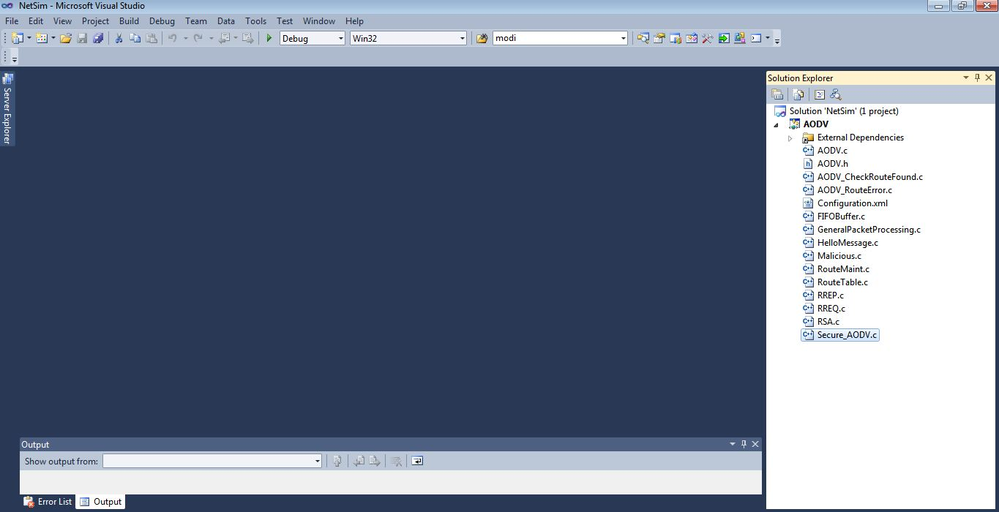 NetSim - Microsoft Visual Studio
File Edit View Project Build Debug Team Data Tools Test Window Help
Debug Win32 modi
Server Explorer
Solution Explorer
Solution 'NetSim' (1 project)
AODV
External Dependencies
AODV.c
AODV.h
AODV_CheckRouteFound.c
AODV_RouteError.c
Configuration.xml
FIFOBuffer.c
GeneralPacketProcessing.c
HelloMessage.c
Malicious.c
RouteMaint.c
RouteTable.c
RREP.c
RREQ.c
RSA.c
Secure_AODV.c
Output
Show output from:
Error List Output